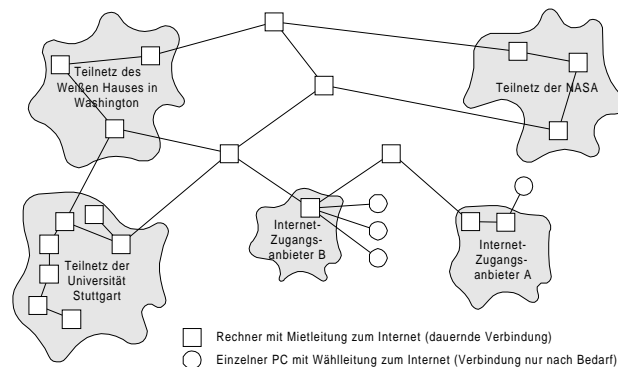 Teilnetz des
Weißen Hauses in
Washington
Teilnetz der NASA
Internet-
Zugangs-
anbieter B
Internet-
Zugangs-
anbieter A
Teilnetz der
Universität
Stuttgart
Rechner mit Mietleitung zum Internet (dauernde Verbindung)
Einzelner PC mit Wählleitung zum Internet (Verbindung nur nach Bedarf)